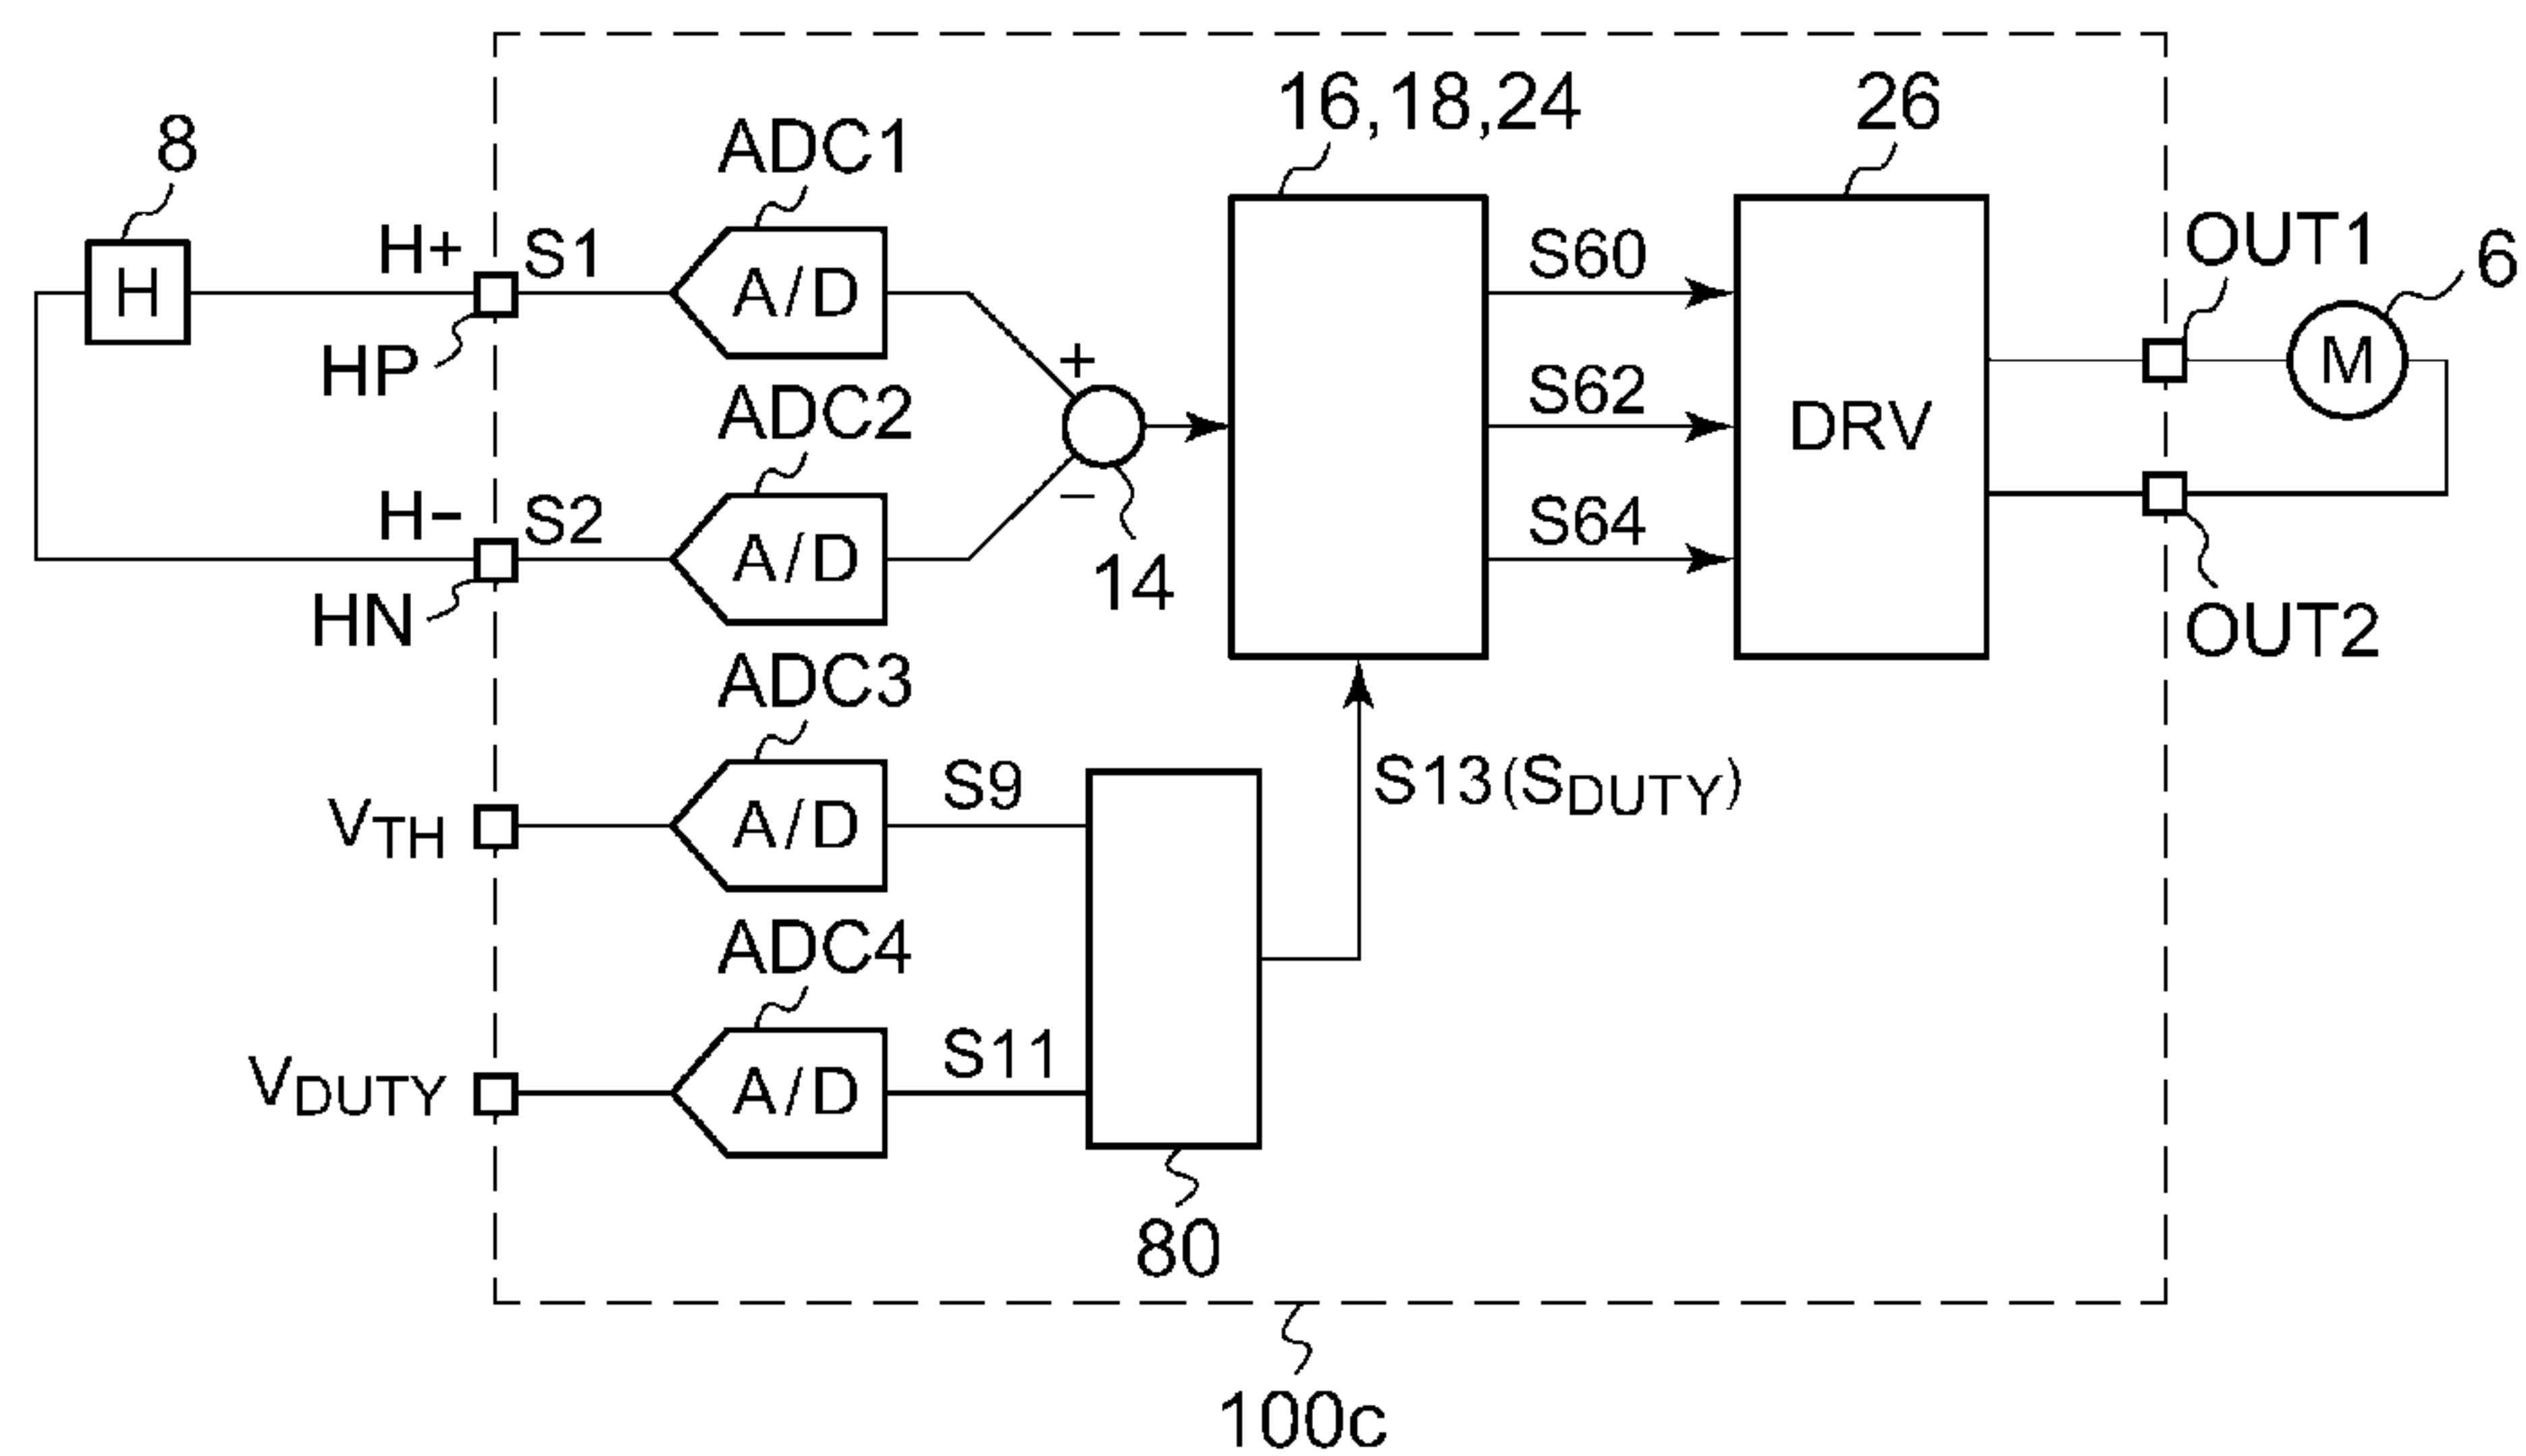 16,18,24
26
8
ADC1
H+
S1
H
A/D
HP
S60
OUT1
6
+
M
ADC2
S62
DRV
H-
S2
A/D
−
S64
HN
14
OUT2
ADC3
S9
S13(SDUTY)
VTH
A/D
ADC4
S11
VDUTY
A/D
80
100c